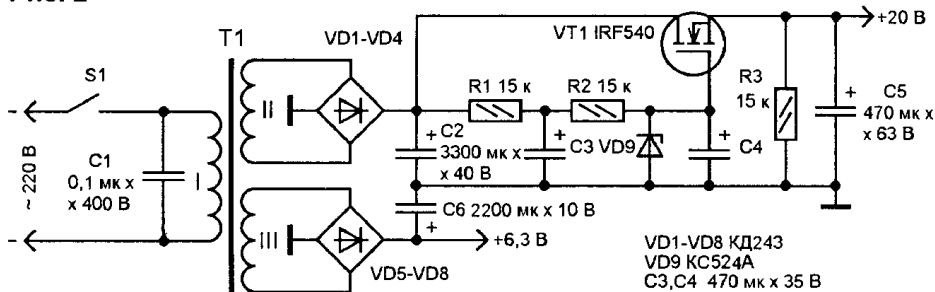 T1
VD1-VD4
VT1 IRF540
+20 В
S1
II
R1 15 к
R2 15 к
R3
15 к
+
C5
470 мк х
х 63 В
~ 220 В
C1
0,1 мк х
х 400 В
I
+
C2
3300 мк х
х 40 В
+
C3
VD9
+
C4
III
C6 2200 мк х 10 В
+
+6,3 В
VD5-VD8
VD1-VD8 КД243
VD9 КС524А
C3,C4 470 мк х 35 В